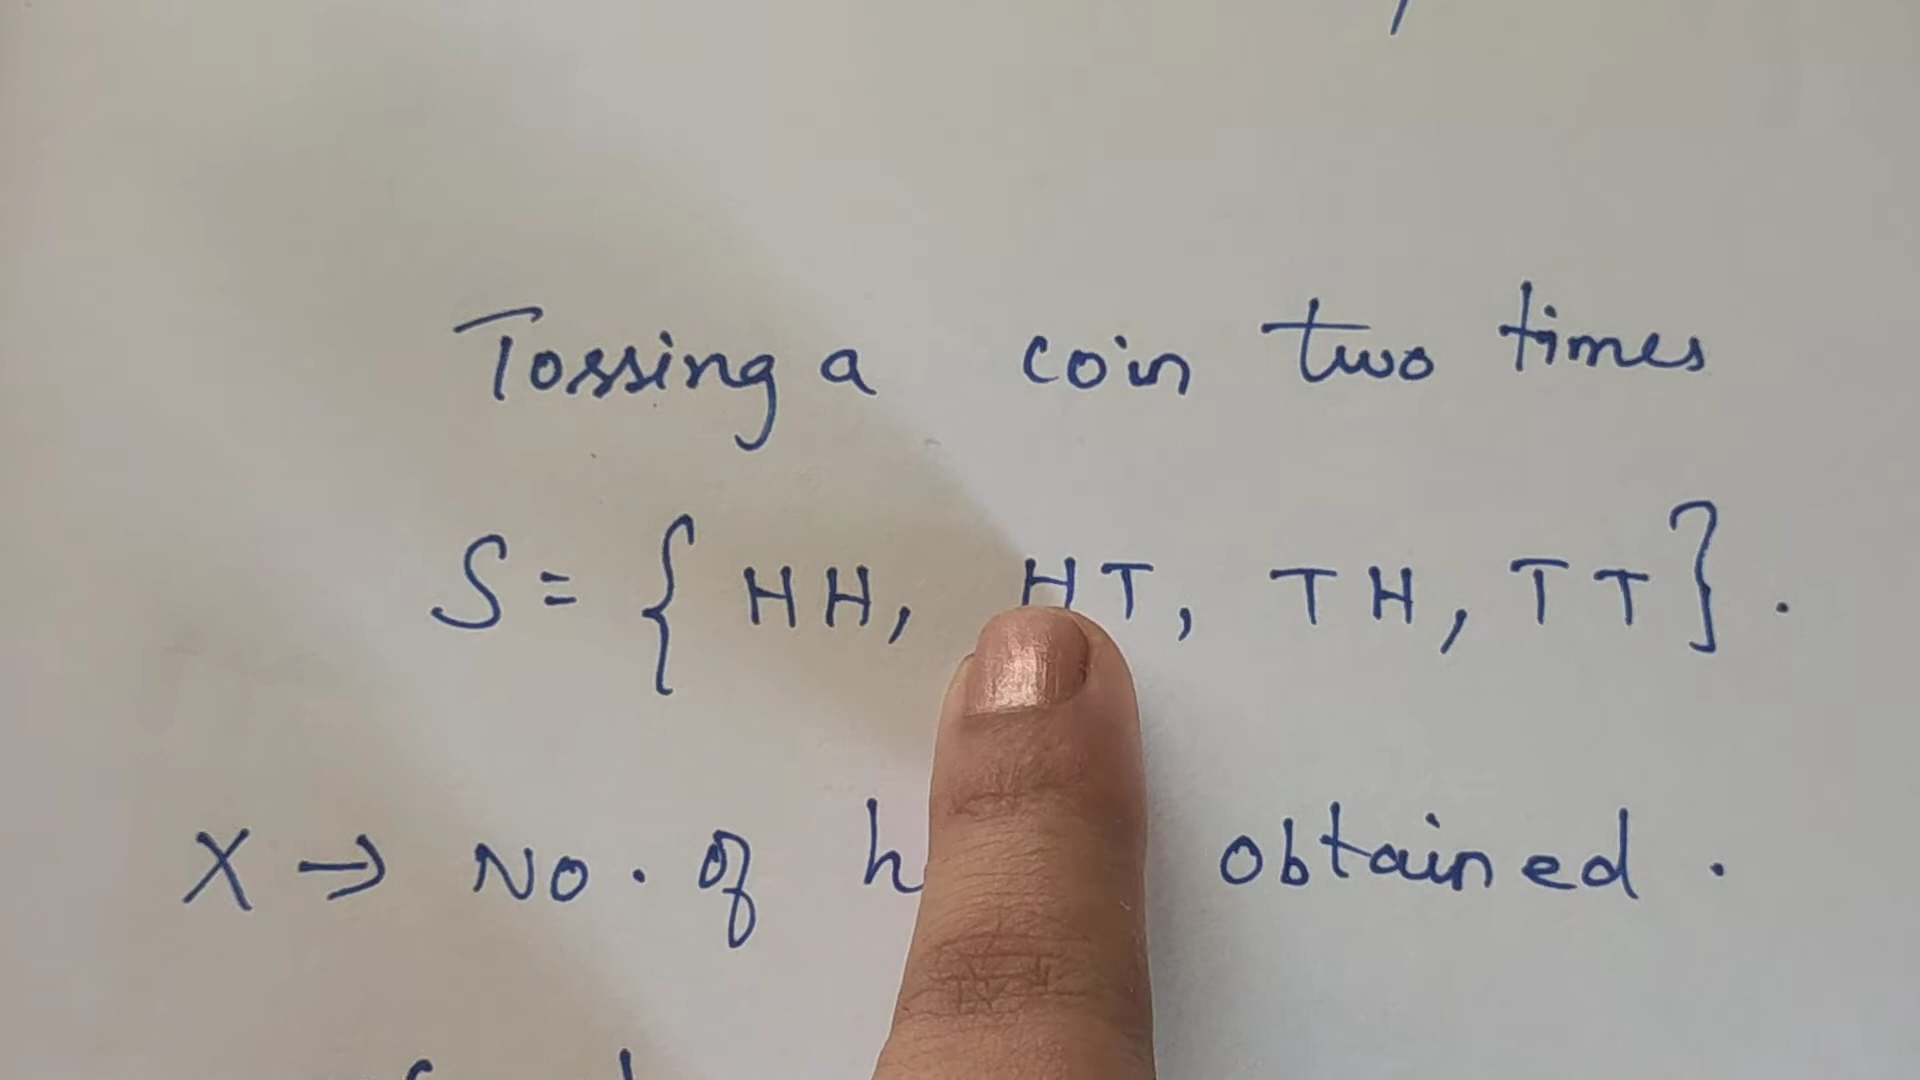 Tossing a coin two times
S = { HH, HT, TH, TT } .
X → No. of obtained .